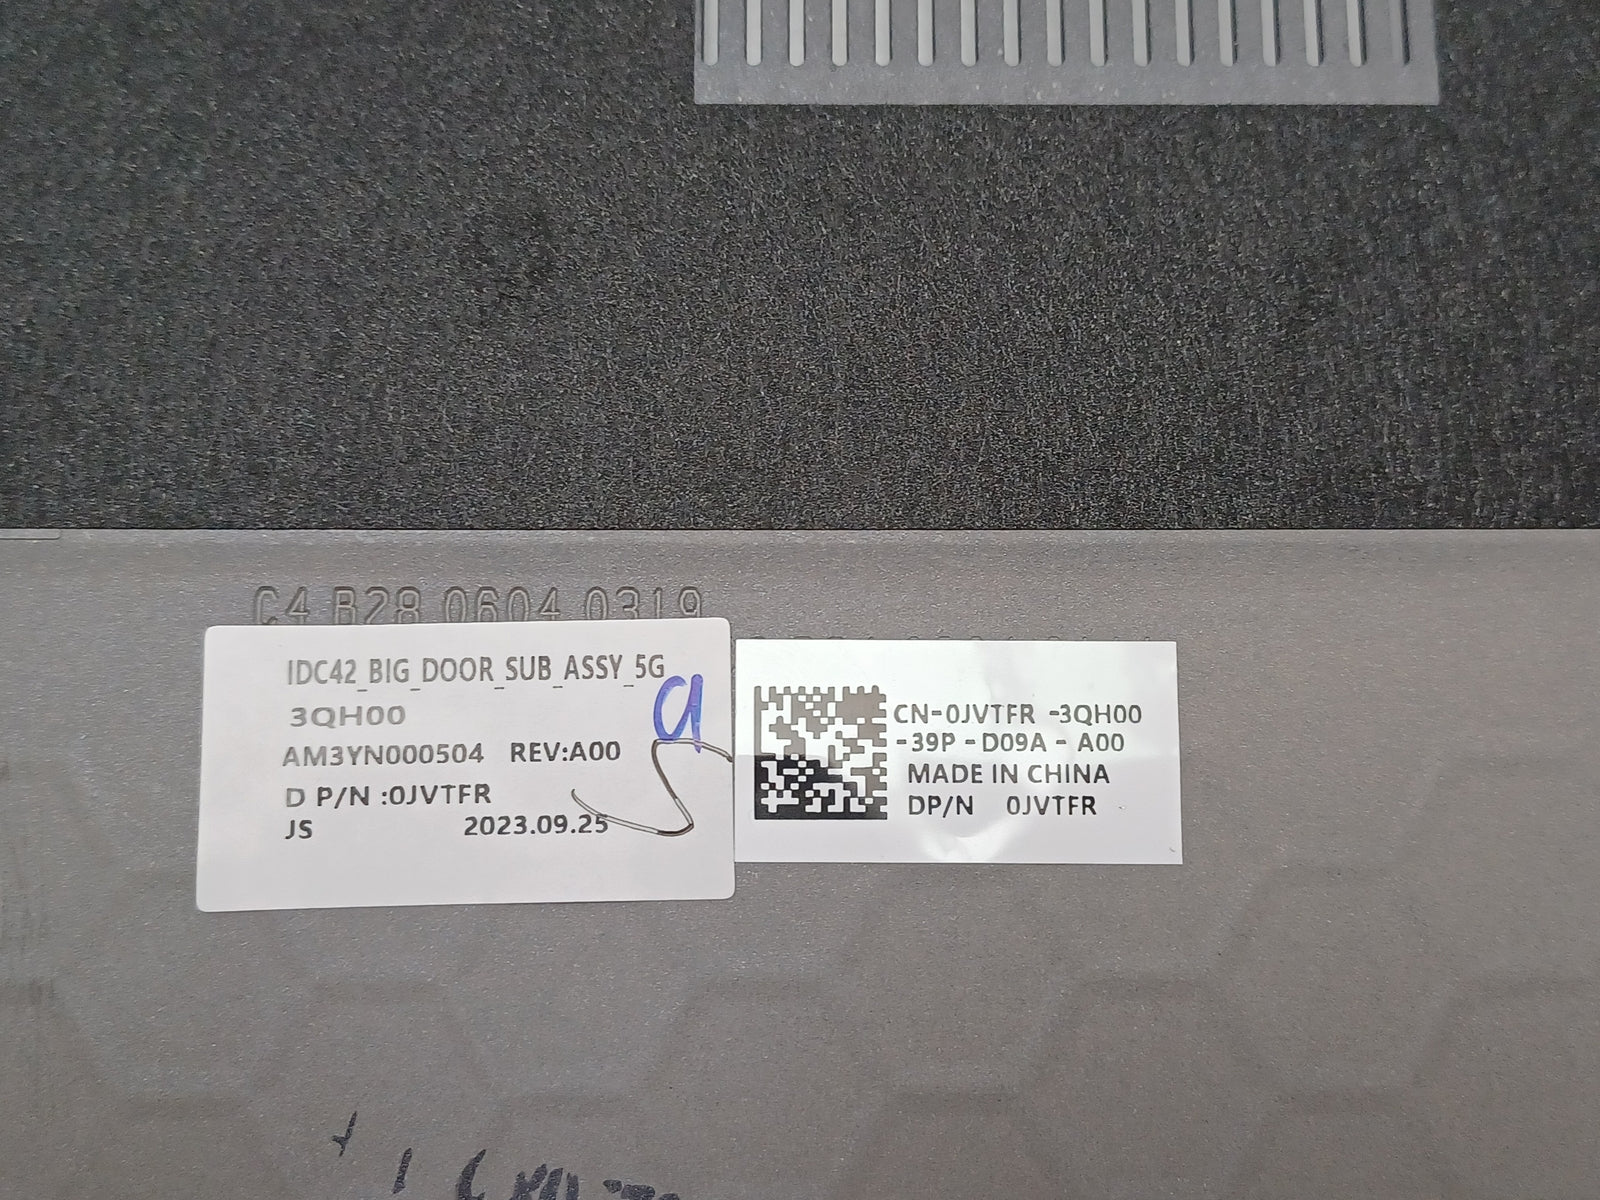 C4 B28 0604 0319
IDC42_BIG_DOOR_SUB_ASSY_5G
3QH00
AM3YN000504 REV:A00
D P/N :0JVTFR
JS 2023.09.25
CN-0JVTFR -3QH00
-39P - D09A - A00
MADE IN CHINA
DP/N 0JVTFR